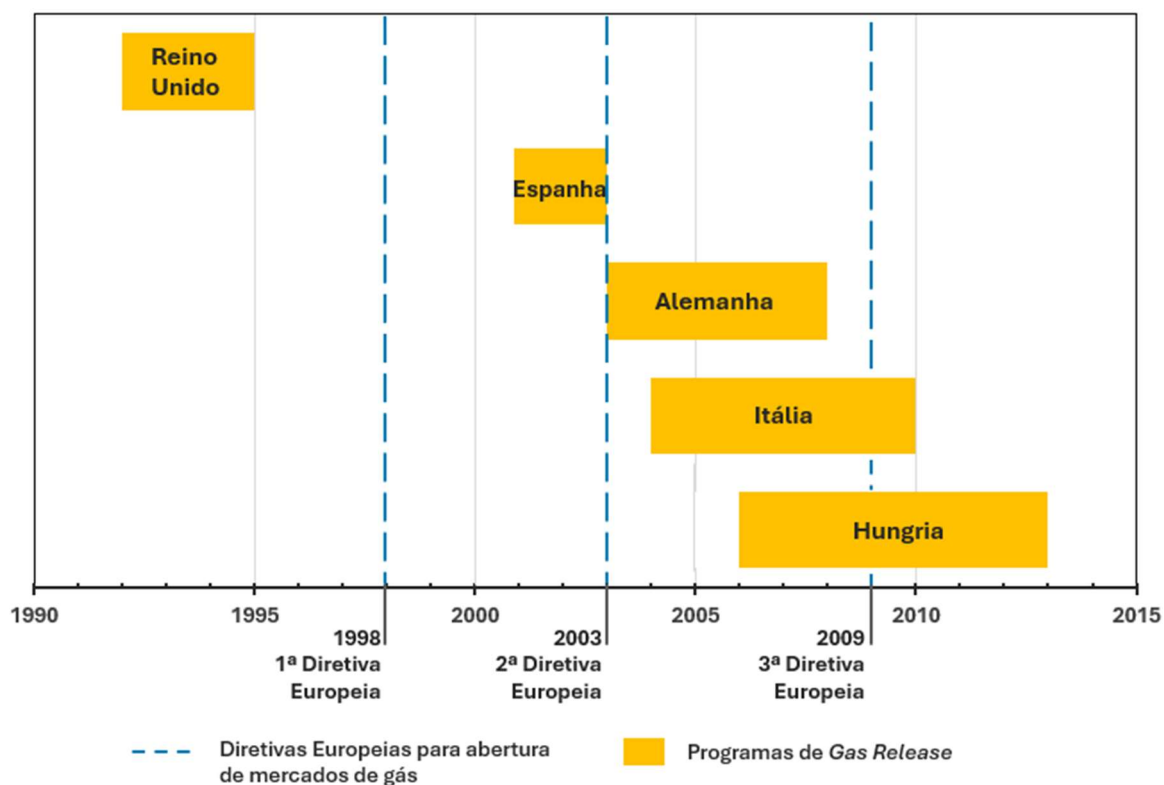 Reino
Unido
Espanha
Alemanha
Itália
Hungria
1990
1995
2000
2005
2010
2015
1998
1ª Diretiva
Europeia
2003
2ª Diretiva
Europeia
2009
3ª Diretiva
Europeia
Diretivas Europeias para abertura
de mercados de gás
Programas de Gas Release